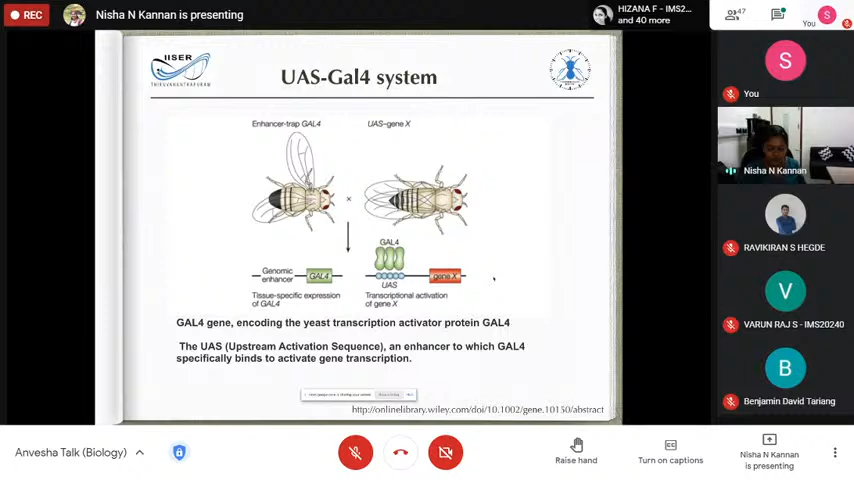 REC
Nisha N Kannan is presenting
HIZANA F - IMS2...
and 40 more
47
You
S
IISER
THIRUVANANTHAPURAM
UAS-Gal4 system
Enhancer-trap GAL4
UAS-gene X
×
GAL4
Genomic
enhancer
GAL4
UAS
gene X
Tissue-specific expression
of GAL4
Transcriptional activation
of gene X
GAL4 gene, encoding the yeast transcription activator protein GAL4
The UAS (Upstream Activation Sequence), an enhancer to which GAL4
specifically binds to activate gene transcription.
http://onlinelibrary.wiley.com/doi/10.1002/gene.10150/abstract
S
You
Nisha N Kannan
RAVIKIRAN S HEGDE
V
VARUN RAJ S - IMS20240
B
Benjamin David Tariang
Anvesha Talk (Biology)
Raise hand
Turn on captions
Nisha N Kannan
is presenting